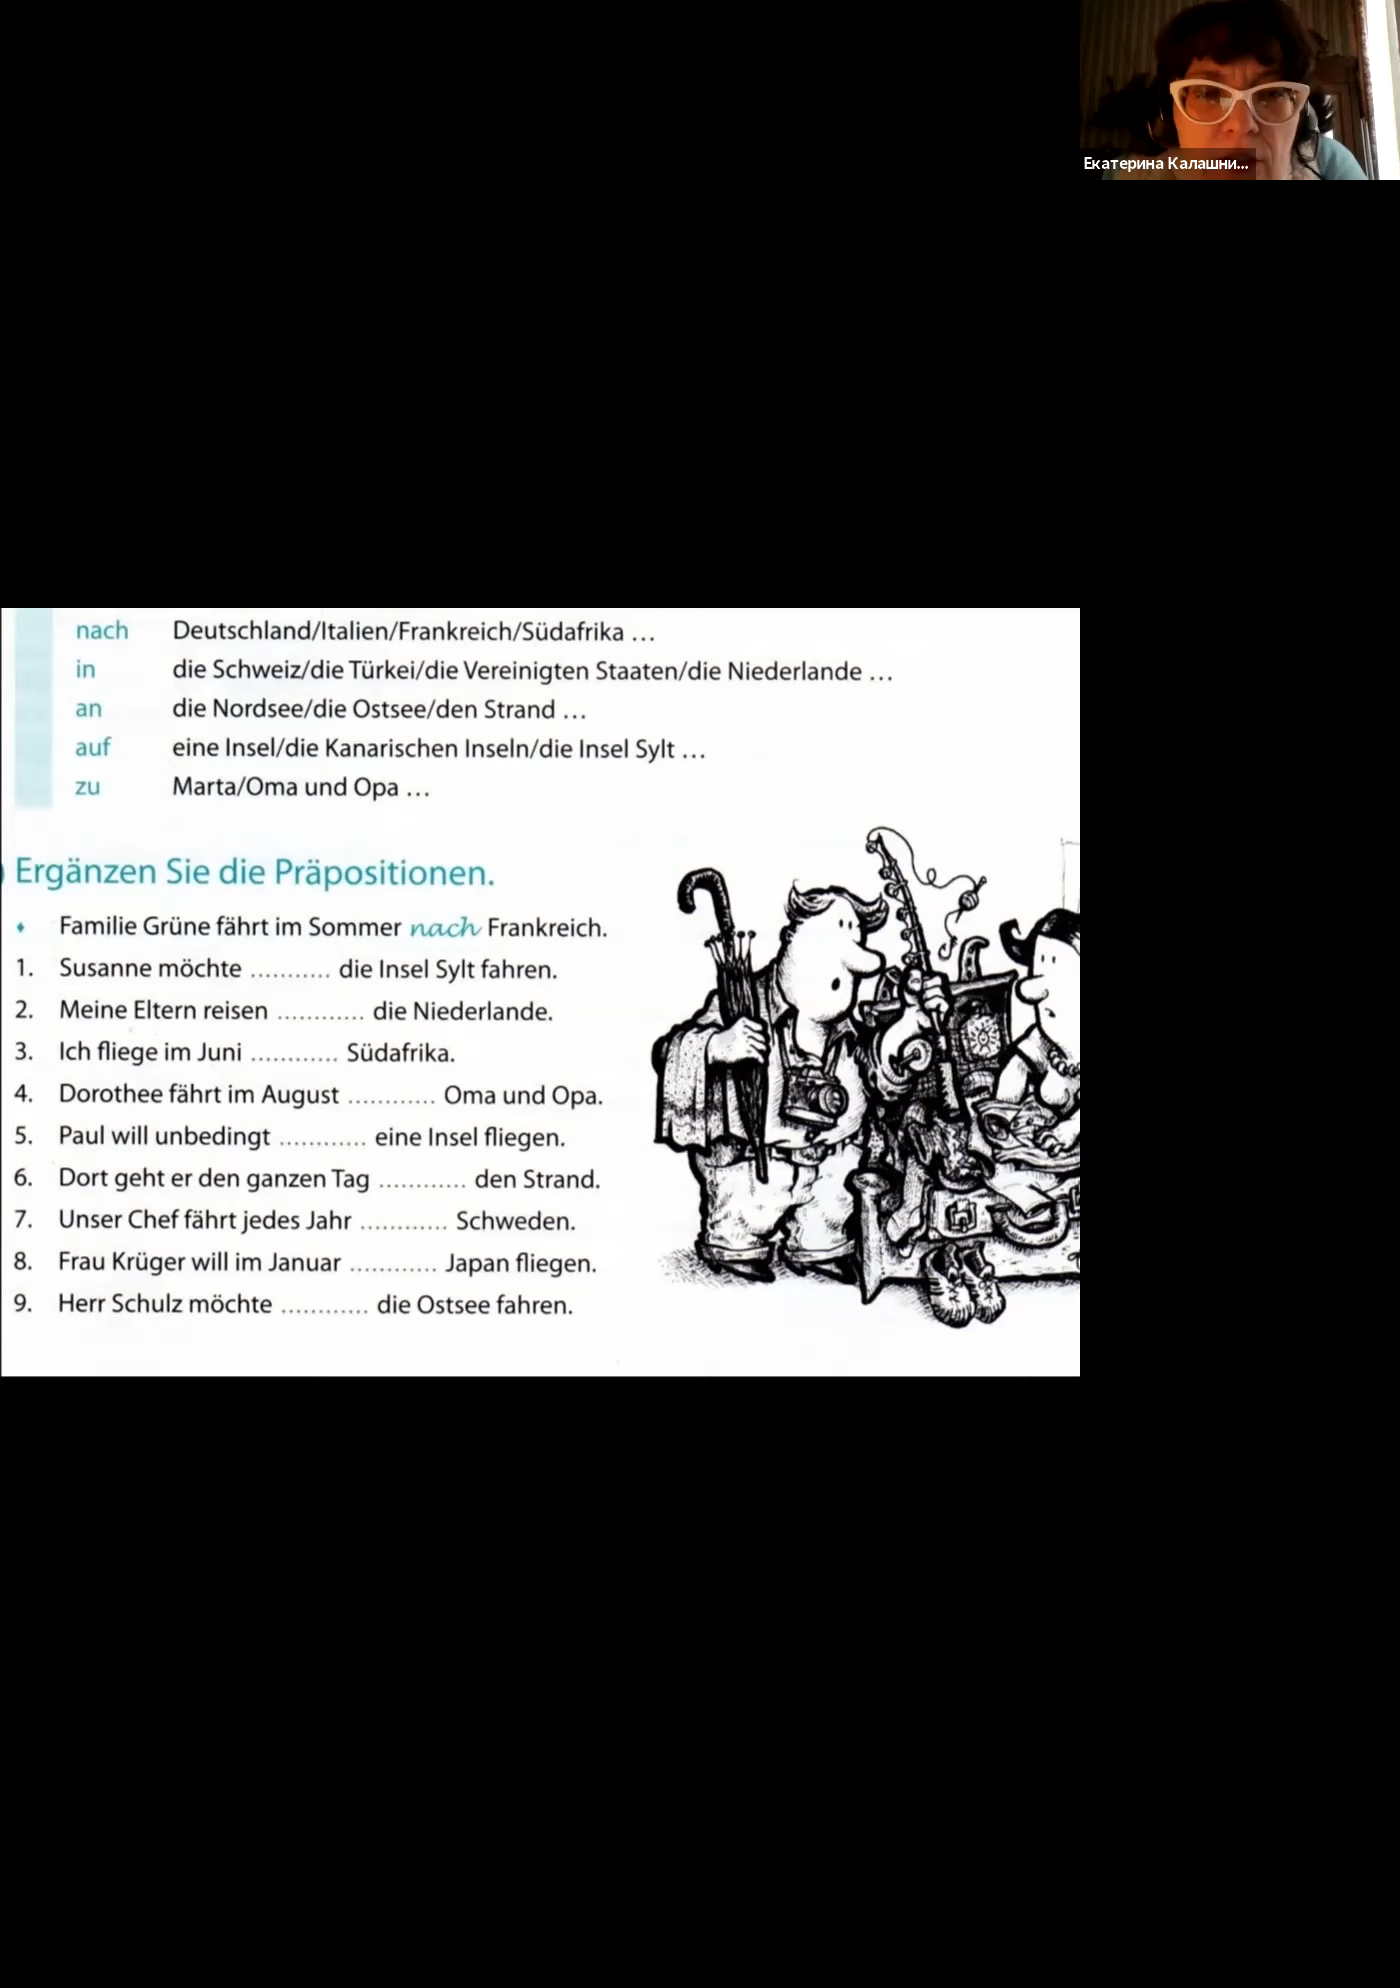 Екатерина Калашни...
nach Deutschland/Italien/Frankreich/Südafrika ...
in die Schweiz/die Türkei/die Vereinigten Staaten/die Niederlande ...
an die Nordsee/die Ostsee/den Strand ...
auf eine Insel/die Kanarischen Inseln/die Insel Sylt ...
zu Marta/Oma und Opa ...
) Ergänzen Sie die Präpositionen.
♦ Familie Grüne fährt im Sommer nach Frankreich.
1. Susanne möchte ........... die Insel Sylt fahren.
2. Meine Eltern reisen ............ die Niederlande.
3. Ich fliege im Juni ............ Südafrika.
4. Dorothee fährt im August ............ Oma und Opa.
5. Paul will unbedingt ............ eine Insel fliegen.
6. Dort geht er den ganzen Tag ............ den Strand.
7. Unser Chef fährt jedes Jahr ............ Schweden.
8. Frau Krüger will im Januar ............ Japan fliegen.
9. Herr Schulz möchte ............ die Ostsee fahren.